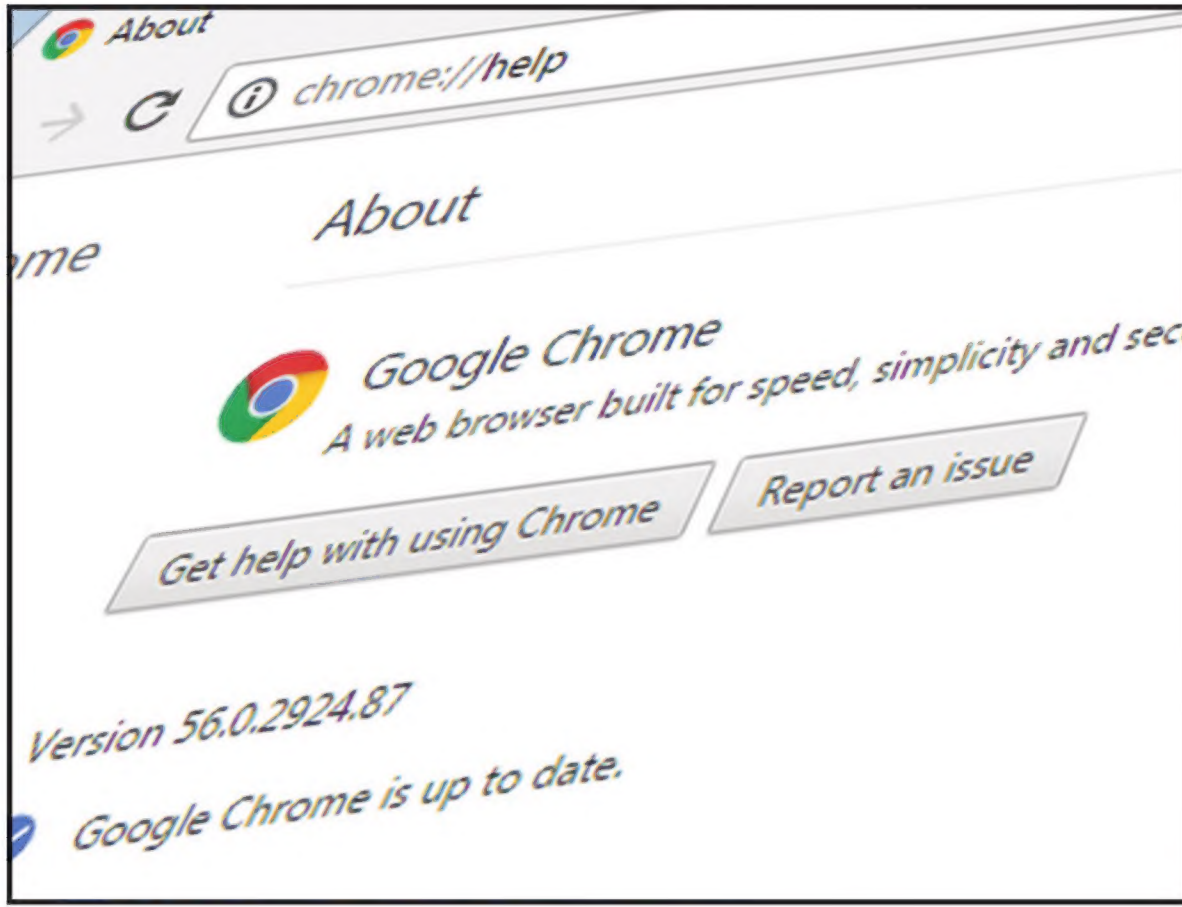 About
chrome://help
ome
About
Google Chrome
A web browser built for speed, simplicity and sec
Get help with using Chrome
Report an issue
Version 56.0.2924.87
Google Chrome is up to date.